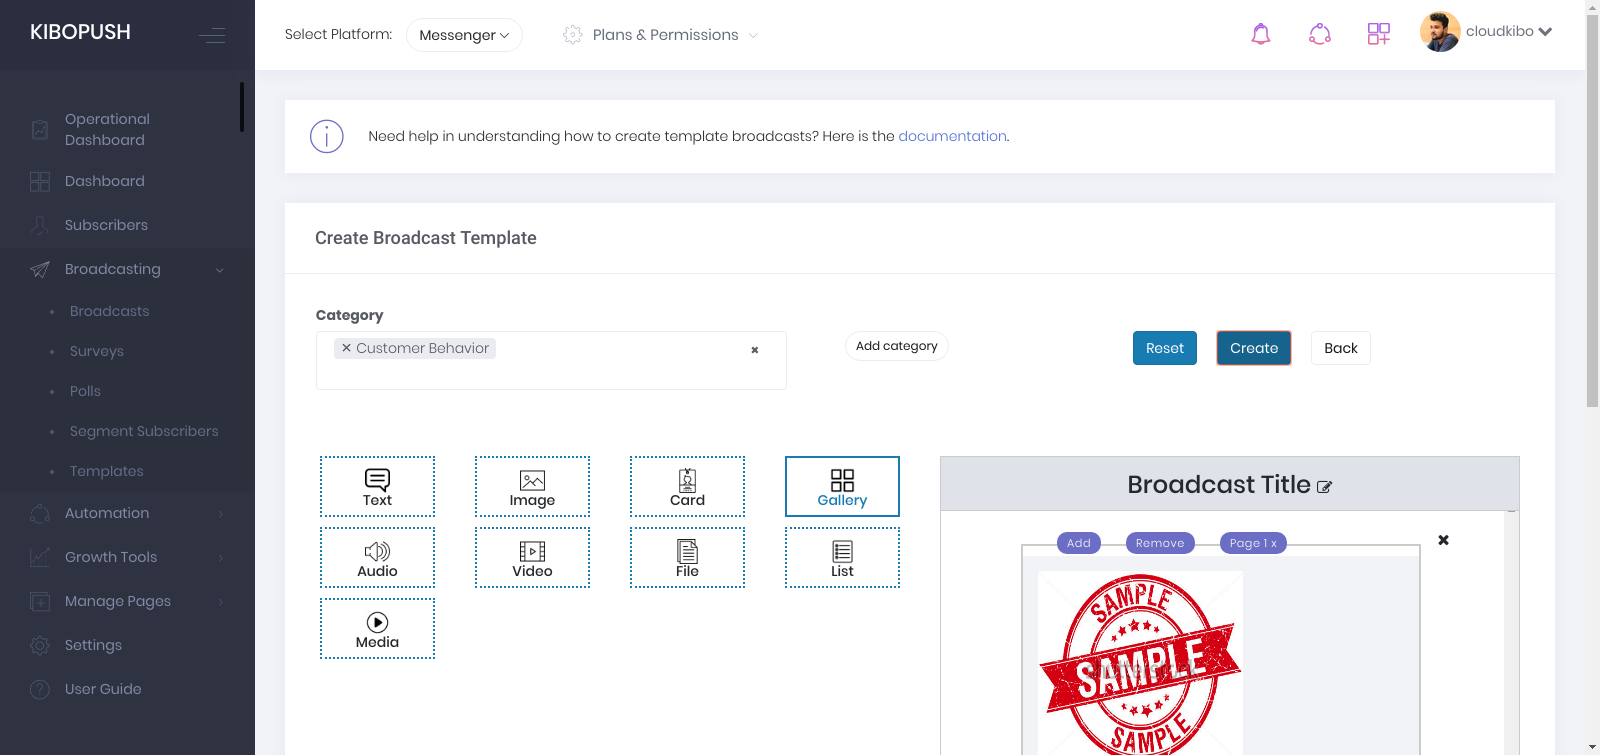 KIBOPUSH
Select Platform:
Messenger
Plans & Permissions
cloudkibo
Operational
Dashboard
Dashboard
Subscribers
Broadcasting
Broadcasts
Surveys
Polls
Segment Subscribers
Templates
Automation
Growth Tools
Manage Pages
Settings
User Guide
Need help in understanding how to create template broadcasts? Here is the documentation.
Create Broadcast Template
Category
× Customer Behavior
Add category
Reset
Create
Back
Text
Image
Card
Gallery
Audio
Video
File
List
Media
Broadcast Title
Add
Remove
Page 1 x
SAMPLE
SAMPLE
shutterstock
SAMPLE